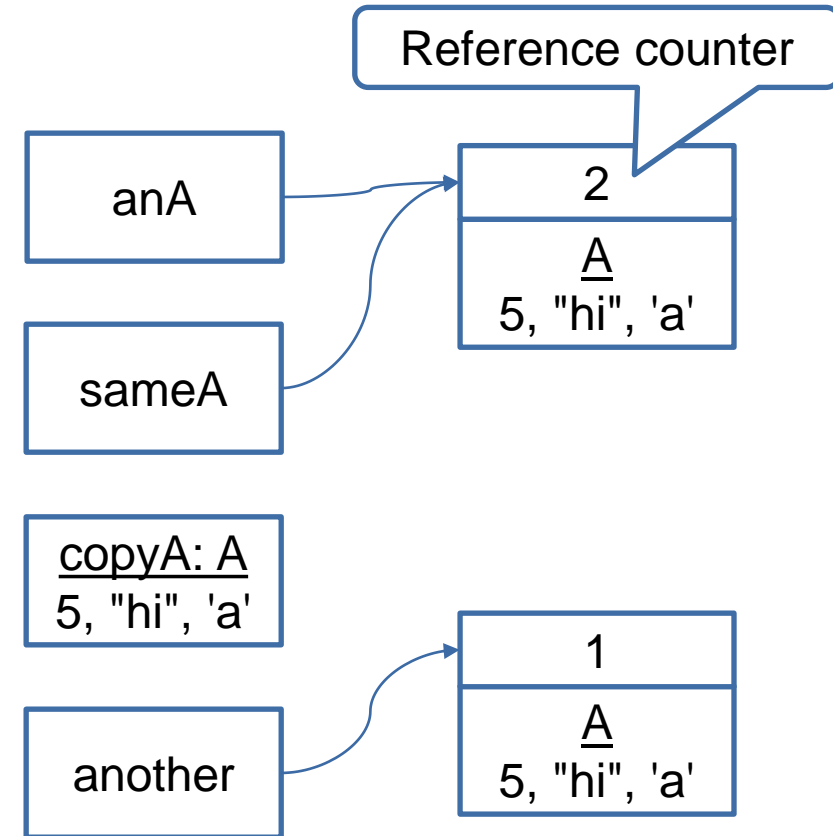 Reference counter
anA
2
A
5, "hi", 'a'
sameA
copyA: A
5, "hi", 'a'
another
1
A
5, "hi", 'a'